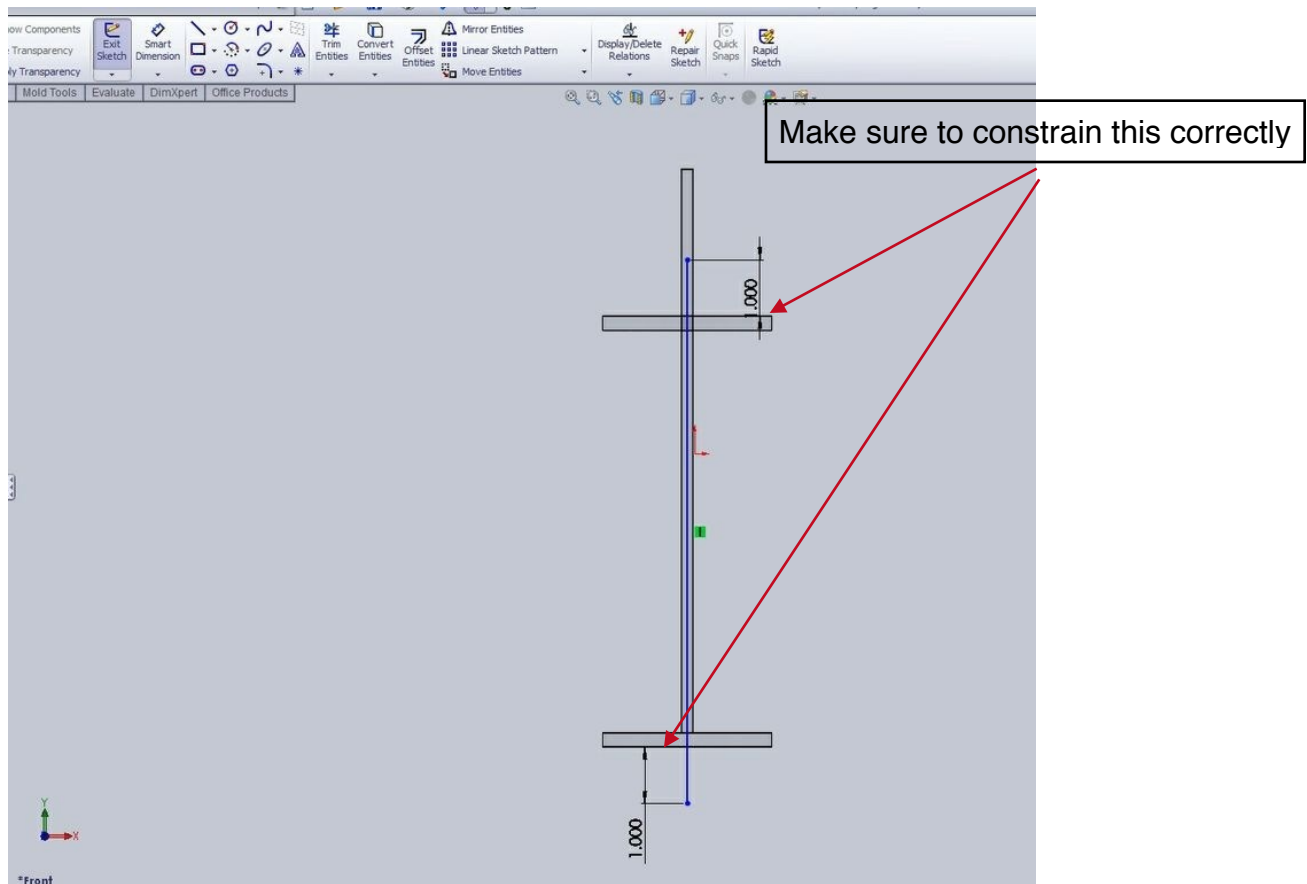 ow Components
Exit
Sketch
Smart
Dimension
Trim
Entities
Convert
Entities
Offset
Entities
Mirror Entities
Linear Sketch Pattern
Move Entities
Display/Delete
Relations
Repair
Sketch
Quick
Snaps
Rapid
Sketch
Transparency
ly Transparency
Mold Tools
Evaluate
DimXpert
Office Products
Make sure to constrain this correctly
1.000
1.000
Y
X
*Front